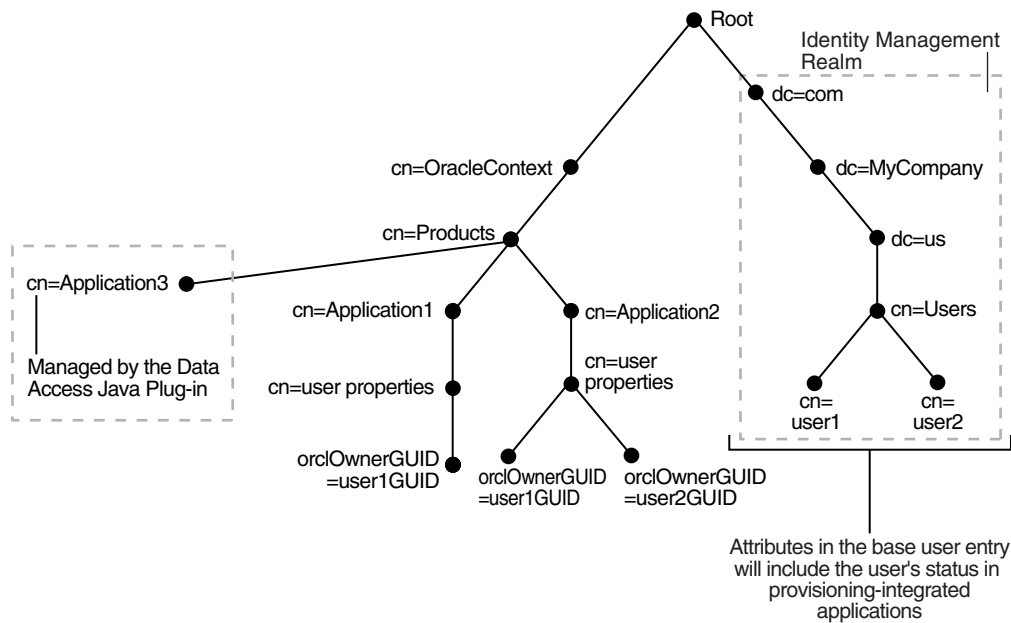 Root
Identity Management
Realm
dc=com
cn=OracleContext
dc=MyCompany
cn=Products
dc=us
cn=Application3
cn=Application1
cn=Application2
cn=Users
Managed by the Data
Access Java Plug-in
cn=user properties
cn=user
properties
cn=
user1
cn=
user2
orclOwnerGUID
=user1GUID
orclOwnerGUID
=user1GUID
orclOwnerGUID
=user2GUID
Attributes in the base user entry
will include the user's status in
provisioning-integrated
applications